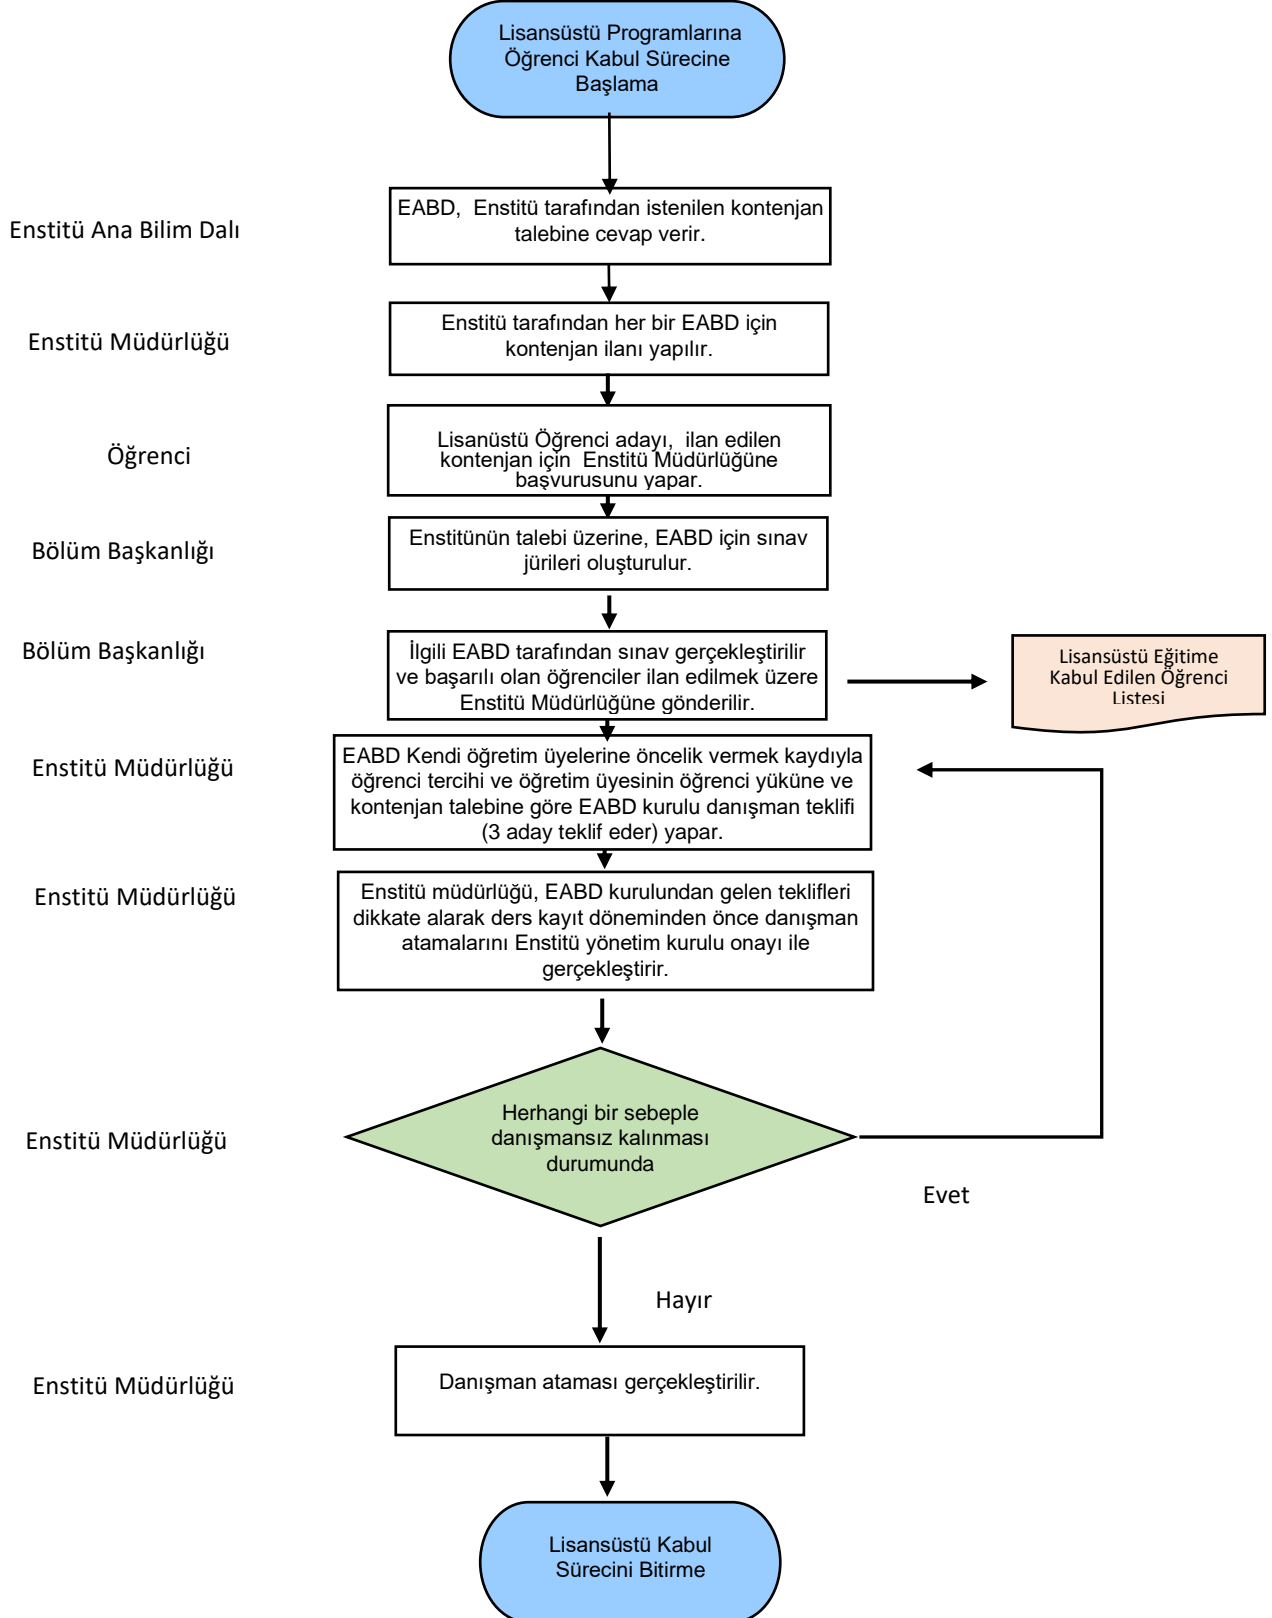 Lisansüstü Programlarına
Öğrenci Kabul Sürecine
Başlama
Enstitü Ana Bilim Dalı
EABD,  Enstitü tarafından istenilen kontenjan
talebine cevap verir.
Enstitü Müdürlüğü
Enstitü tarafından her bir EABD için
kontenjan ilanı yapılır.
Öğrenci
Lisanüstü Öğrenci adayı,  ilan edilen
kontenjan için  Enstitü Müdürlüğüne
başvurusunu yapar.
Bölüm Başkanlığı
Enstitünün talebi üzerine, EABD için sınav
jürileri oluşturulur.
Bölüm Başkanlığı
İlgili EABD tarafından sınav gerçekleştirilir
ve başarılı olan öğrenciler ilan edilmek üzere
Enstitü Müdürlüğüne gönderilir.
Lisansüstü Eğitime
Kabul Edilen Öğrenci
Listesi
Enstitü Müdürlüğü
EABD Kendi öğretim üyelerine öncelik vermek kaydıyla
öğrenci tercihi ve öğretim üyesinin öğrenci yüküne ve
kontenjan talebine göre EABD kurulu danışman teklifi
(3 aday teklif eder) yapar.
Enstitü Müdürlüğü
Enstitü müdürlüğü, EABD kurulundan gelen teklifleri
dikkate alarak ders kayıt döneminden önce danışman
atamalarını Enstitü yönetim kurulu onayı ile
gerçekleştirir.
Enstitü Müdürlüğü
Herhangi bir sebeple
danışmansız kalınması
durumunda
Evet
Hayır
Enstitü Müdürlüğü
Danışman ataması gerçekleştirilir.
Lisansüstü Kabul
Sürecini Bitirme